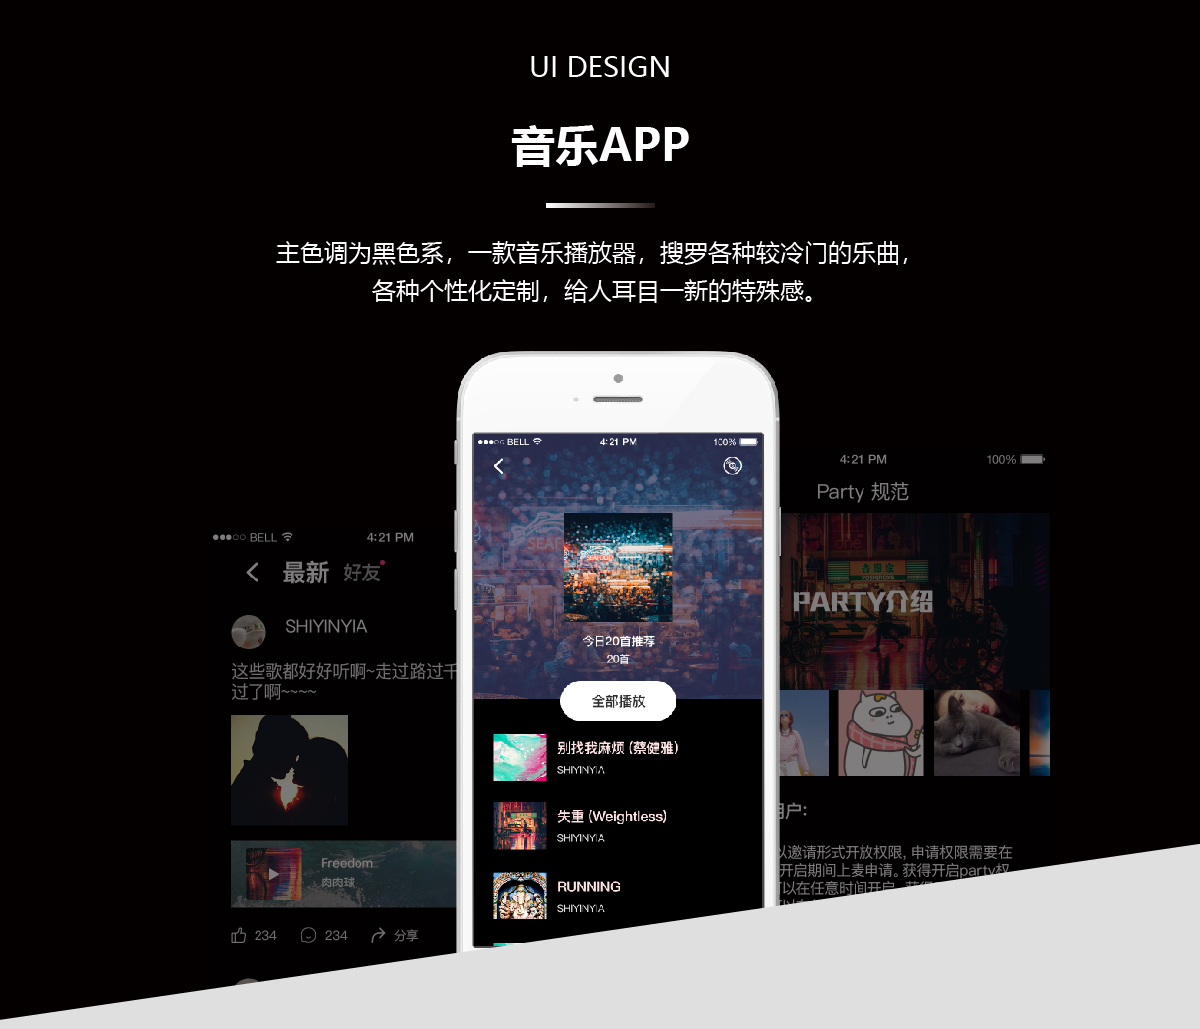 UI DESIGN
音乐APP
主色调为黑色系，一款音乐播放器，搜罗各种较冷门的乐曲，
各种个性化定制，给人耳目一新的特殊感。
BELL 4:21 PM 100%
SEAFOOD
今日20首推荐
20首
全部播放
别找我麻烦 (蔡健雅)
SHIYINYIA
失重 (Weightless)
SHIYINYIA
RUNNING
SHIYINYIA
BELL 4:21 PM
最新 好友
SHIYINYIA
这些歌都好好听啊~走过路过千
过了啊~~~~
Freedom
肉肉球
234 234 分享
4:21 PM 100%
Party 规范
吉野家
YOSHINOYA
PARTY介绍
用户:
以邀请形式开放权限, 申请权限需要在
开启期间上麦申请。获得开启party权
可以在任意时间开启